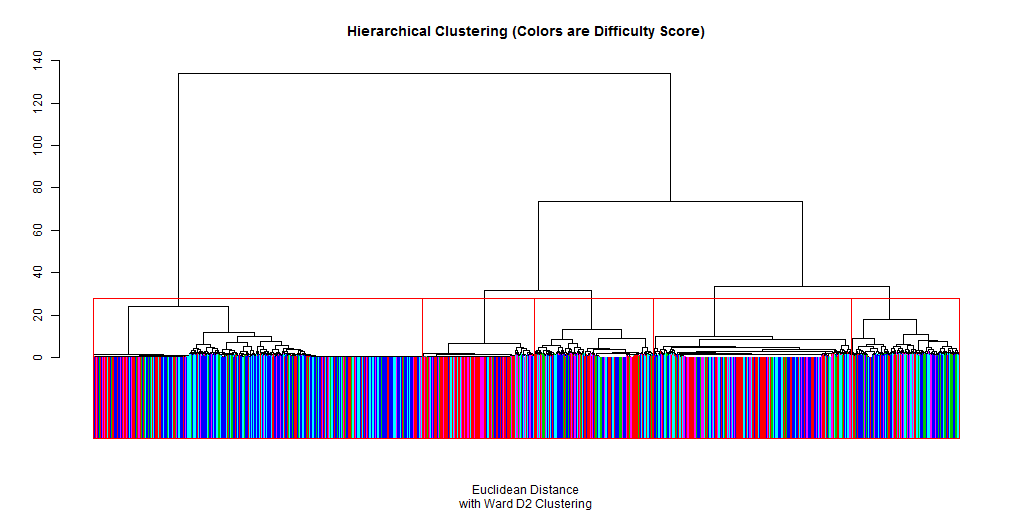 Hierarchical Clustering (Colors are Difficulty Score)
140
120
100
80
60
40
20
0
Euclidean Distance
with Ward D2 Clustering